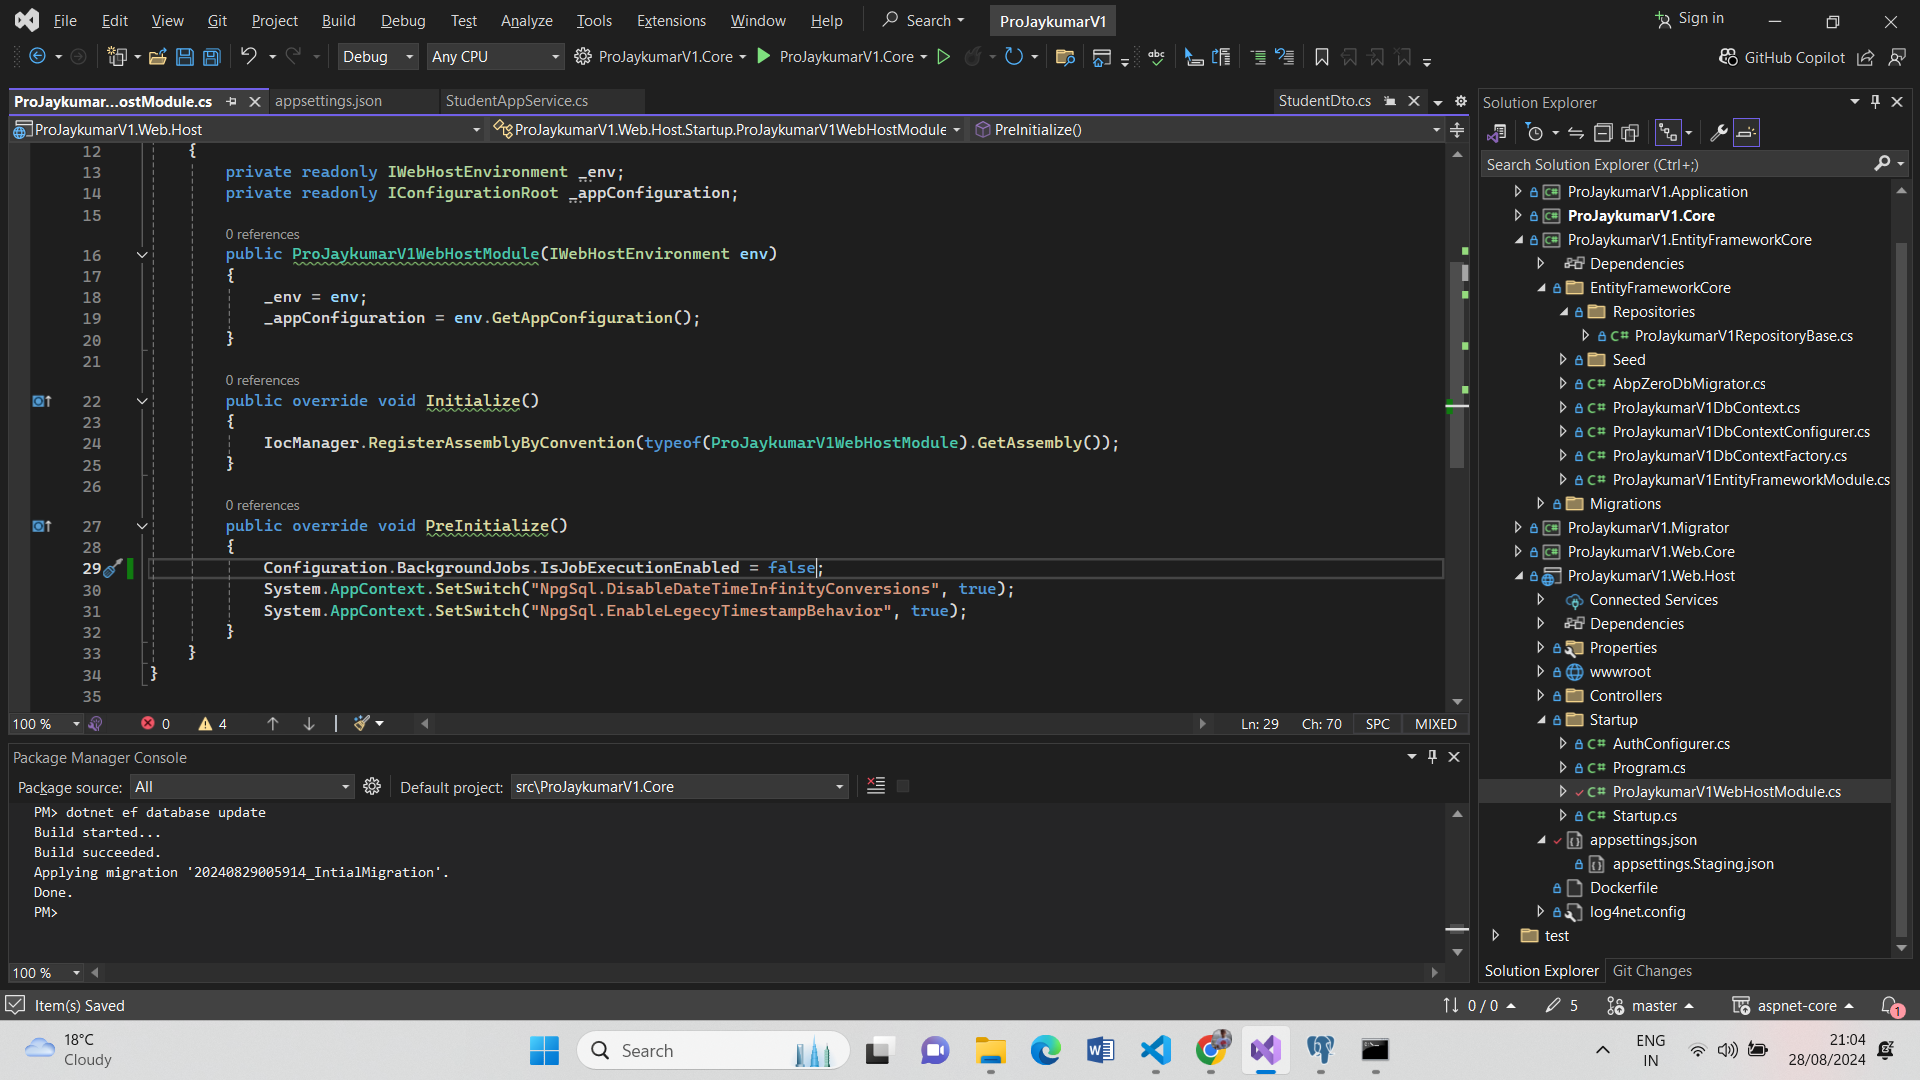 File Edit View Git Project Build Debug Test Analyze Tools Extensions Window Help Search ProJaykumarV1 Sign in
Debug Any CPU ProJaykumarV1.Core ProJaykumarV1.Core GitHub Copilot
ProJaykumar...ostModule.cs appsettings.json StudentAppService.cs StudentDto.cs
ProJaykumarV1.Web.Host ProJaykumarV1.Web.Host.Startup.ProJaykumarV1WebHostModule PreInitialize()
12 {
13 private readonly IWebHostEnvironment _env;
14 private readonly IConfigurationRoot _appConfiguration;
15
0 references
16 public ProJaykumarV1WebHostModule(IWebHostEnvironment env)
17 {
18 _env = env;
19 _appConfiguration = env.GetAppConfiguration();
20 }
21
0 references
22 public override void Initialize()
23 {
24 IocManager.RegisterAssemblyByConvention(typeof(ProJaykumarV1WebHostModule).GetAssembly());
25 }
26
0 references
27 public override void PreInitialize()
28 {
29 Configuration.BackgroundJobs.IsJobExecutionEnabled = false;
30 System.AppContext.SetSwitch("NpgSql.DisableDateTimeInfinityConversions", true);
31 System.AppContext.SetSwitch("NpgSql.EnableLegecyTimestampBehavior", true);
32 }
33 }
34 }
35
100 % 0 4 Ln: 29 Ch: 70 SPC MIXED
Package Manager Console
Package source: All Default project: src\ProJaykumarV1.Core
PM> dotnet ef database update
Build started...
Build succeeded.
Applying migration '20240829005914_IntialMigration'.
Done.
PM>
100 %
Solution Explorer
Search Solution Explorer (Ctrl+;)
ProJaykumarV1.Application
ProJaykumarV1.Core
ProJaykumarV1.EntityFrameworkCore
Dependencies
EntityFrameworkCore
Repositories
C# ProJaykumarV1RepositoryBase.cs
Seed
C# AbpZeroDbMigrator.cs
C# ProJaykumarV1DbContext.cs
C# ProJaykumarV1DbContextConfigurer.cs
C# ProJaykumarV1DbContextFactory.cs
C# ProJaykumarV1EntityFrameworkModule.cs
Migrations
ProJaykumarV1.Migrator
ProJaykumarV1.Web.Core
ProJaykumarV1.Web.Host
Connected Services
Dependencies
Properties
wwwroot
Controllers
Startup
C# AuthConfigurer.cs
C# Program.cs
C# ProJaykumarV1WebHostModule.cs
C# Startup.cs
appsettings.json
appsettings.Staging.json
Dockerfile
log4net.config
test
Solution Explorer Git Changes
Item(s) Saved 0 / 0 5 master aspnet-core 1
18°C
Cloudy
Search
ENG
IN
21:04
28/08/2024